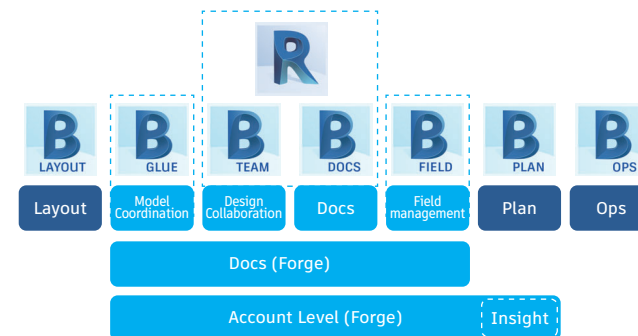 R
B B B B B B B
LAYOUT GLUE TEAM DOCS FIELD PLAN OPS
Layout
Model
Coordination
Design
Collaboration
Docs
Field
management
Plan
Ops
Docs (Forge)
Account Level (Forge)
Insight